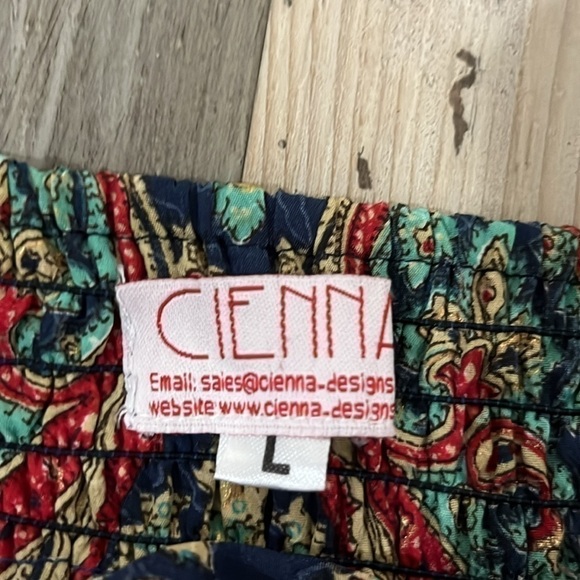 CIENNA
Email: sales@cienna-designs
website www.cienna-designs
L